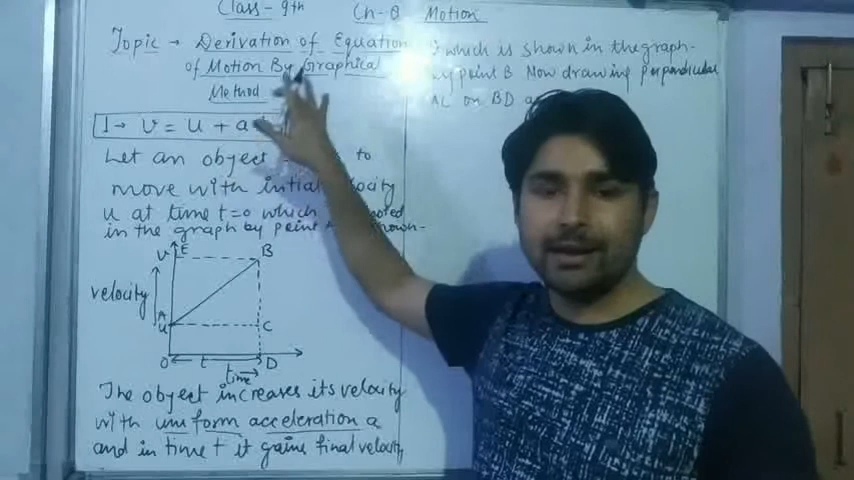 Class - 9th Ch-8 Motion
Topic → Derivation of Equation
of Motion By Graphical
Method
1 → v = u + a
Let an object to
move with intial velocity
u at time t=0 which
in the graph by point shown-
v E B
velocity
A
u C
O t D
time
The object increases its velocity
with uniform acceleration a
and in time t it gains final velocity
which is shown in the graph-
by point B Now drawing perpendicular
AC on BD